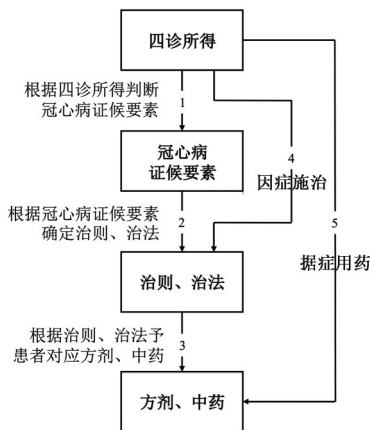 四诊所得
根据四诊所得判断
冠心病证候要素
1
冠心病
证候要素
4
因症施治
根据冠心病证候要素
确定治则、治法
2
5
据症用药
治则、治法
根据治则、治法予
患者对应方剂、中药
3
方剂、中药